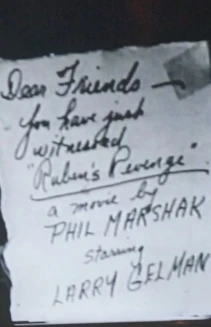 Dear Friends —
you have just
witnessed
"Ruben's Revenge"
a movie by
PHIL MARSHAK
starring
LARRY GELMAN